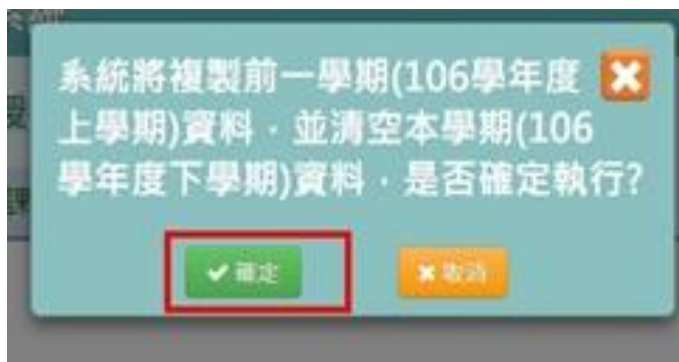 系統將複製前一學期(106學年度
上學期)資料，並清空本學期(106
學年度下學期)資料，是否確定執行?
確定
取消